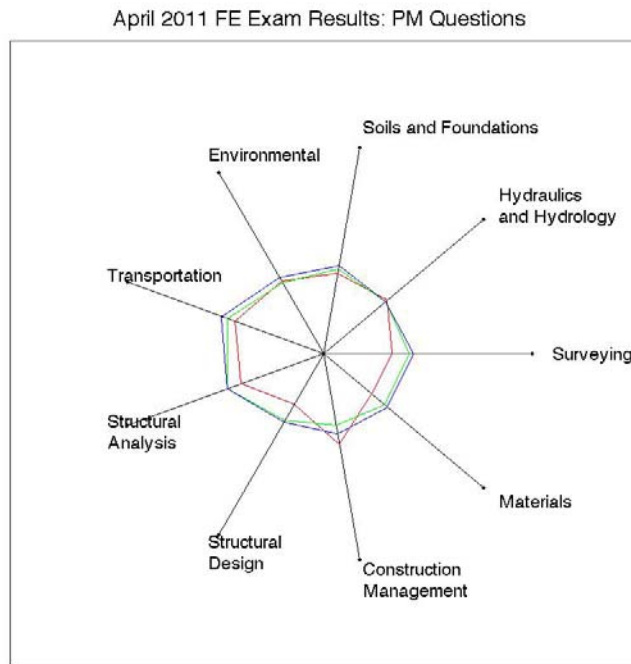 April 2011 FE Exam Results: PM Questions
Soils and Foundations
Environmental
Hydraulics
and Hydrology
Transportation
Surveying
Structural
Analysis
Materials
Structural
Design
Construction
Management